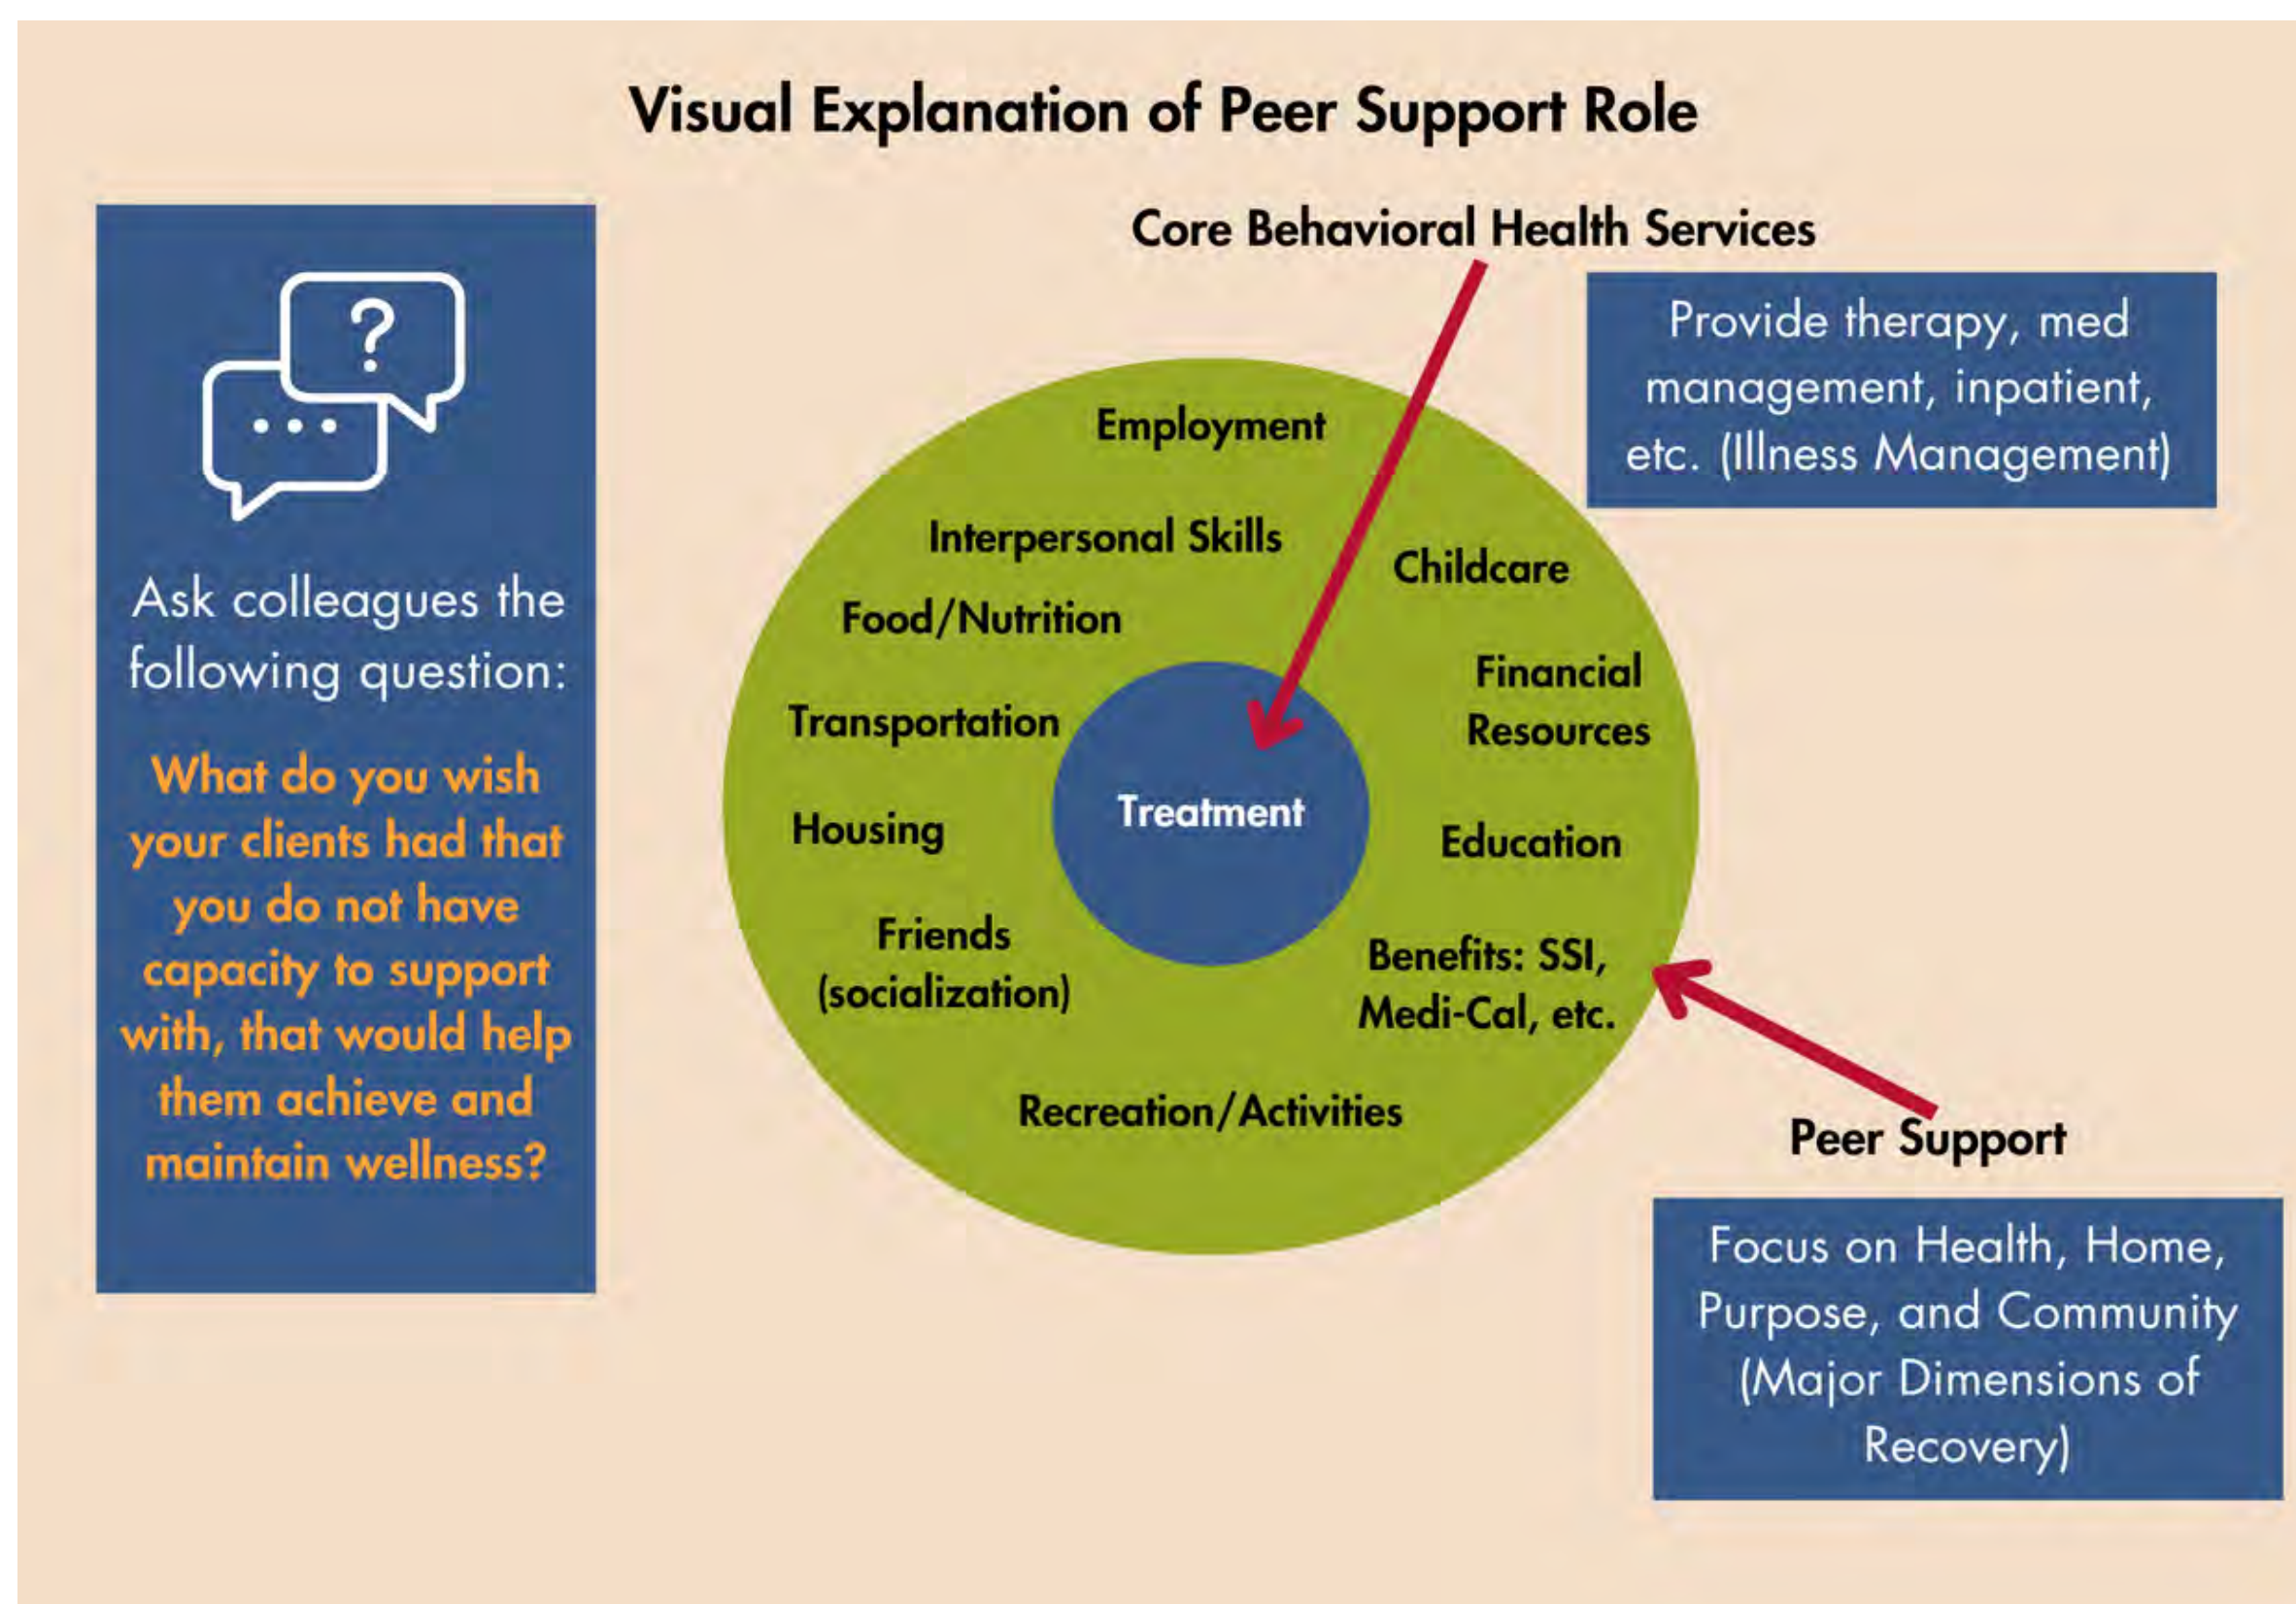 Visual Explanation of Peer Support Role
?
Ask colleagues the
following question:
What do you wish
your clients had that
you do not have
capacity to support
with, that would help
them achieve and
maintain wellness?
Core Behavioral Health Services
Provide therapy, med
management, inpatient,
etc. (Illness Management)
Employment
Interpersonal Skills
Childcare
Food/Nutrition
Financial
Resources
Transportation
Treatment
Housing
Education
Friends
(socialization)
Benefits: SSI,
Medi-Cal, etc.
Recreation/Activities
Peer Support
Focus on Health, Home,
Purpose, and Community
(Major Dimensions of
Recovery)